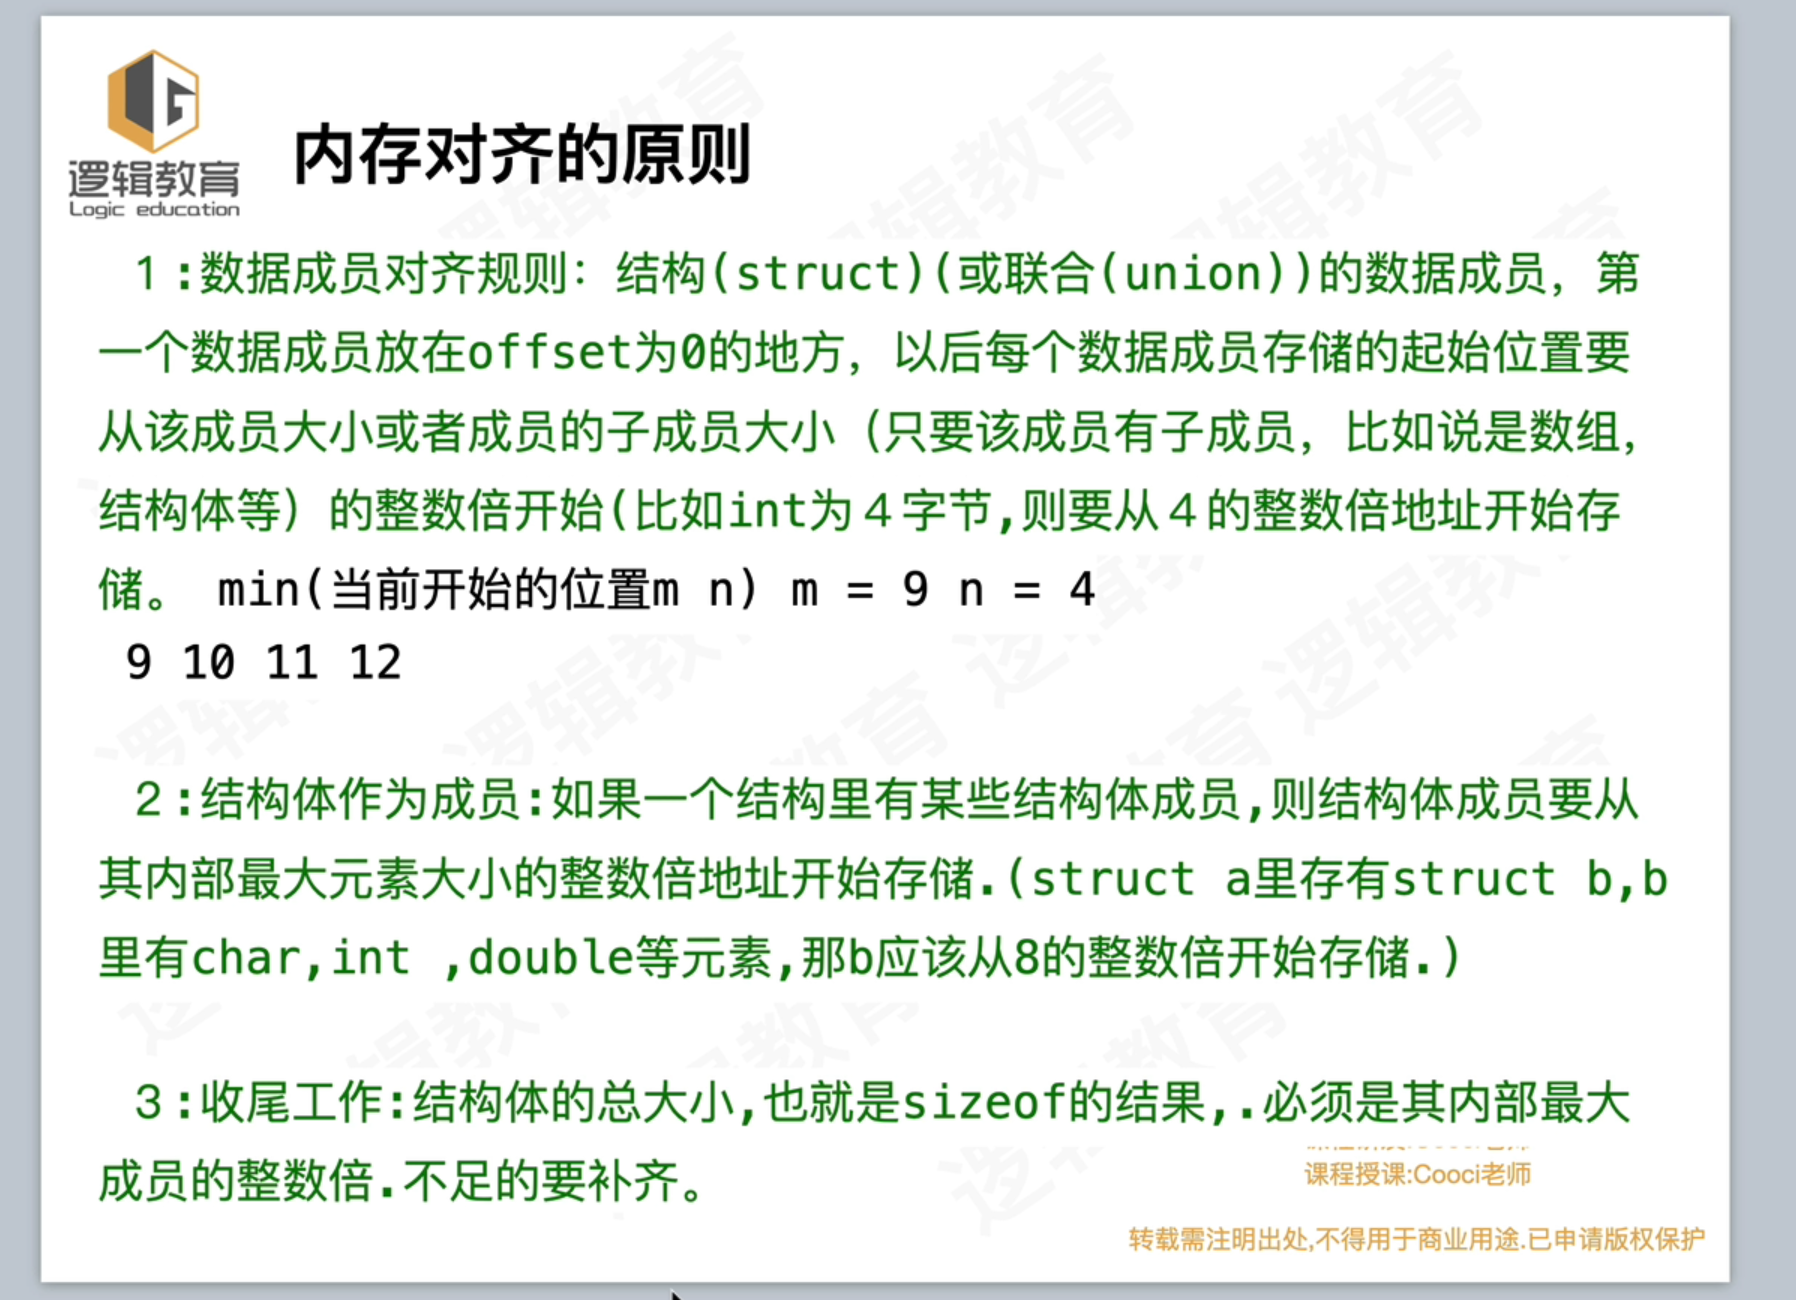 逻辑教育
Logic education
内存对齐的原则
1:数据成员对齐规则：结构(struct)(或联合(union))的数据成员，第
一个数据成员放在offset为0的地方，以后每个数据成员存储的起始位置要
从该成员大小或者成员的子成员大小（只要该成员有子成员，比如说是数组，
结构体等）的整数倍开始(比如int为４字节,则要从４的整数倍地址开始存
储。 min(当前开始的位置m n) m = 9 n = 4
9 10 11 12
2:结构体作为成员:如果一个结构里有某些结构体成员,则结构体成员要从
其内部最大元素大小的整数倍地址开始存储.(struct a里存有struct b,b
里有char,int ,double等元素,那b应该从8的整数倍开始存储.)
3:收尾工作:结构体的总大小,也就是sizeof的结果,.必须是其内部最大
成员的整数倍.不足的要补齐。
课程授课:Cooci老师
转载需注明出处,不得用于商业用途.已申请版权保护